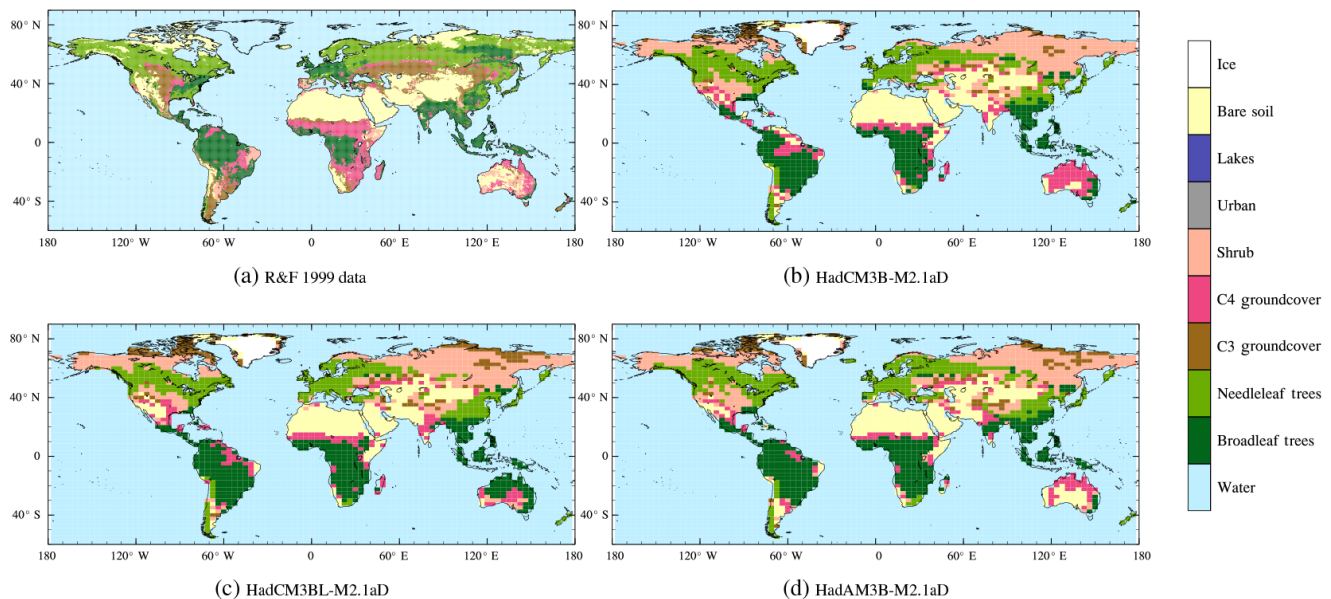 80° N
40° N
0
40° S
180 120° W 60° W 0 60° E 120° E 180
(a) R&F 1999 data
80° N
40° N
0
40° S
180 120° W 60° W 0 60° E 120° E 180
(b) HadCM3B-M2.1aD
80° N
40° N
0
40° S
180 120° W 60° W 0 60° E 120° E 180
(c) HadCM3BL-M2.1aD
80° N
40° N
0
40° S
180 120° W 60° W 0 60° E 120° E 180
(d) HadAM3B-M2.1aD
Ice
Bare soil
Lakes
Urban
Shrub
C4 groundcover
C3 groundcover
Needleleaf trees
Broadleaf trees
Water